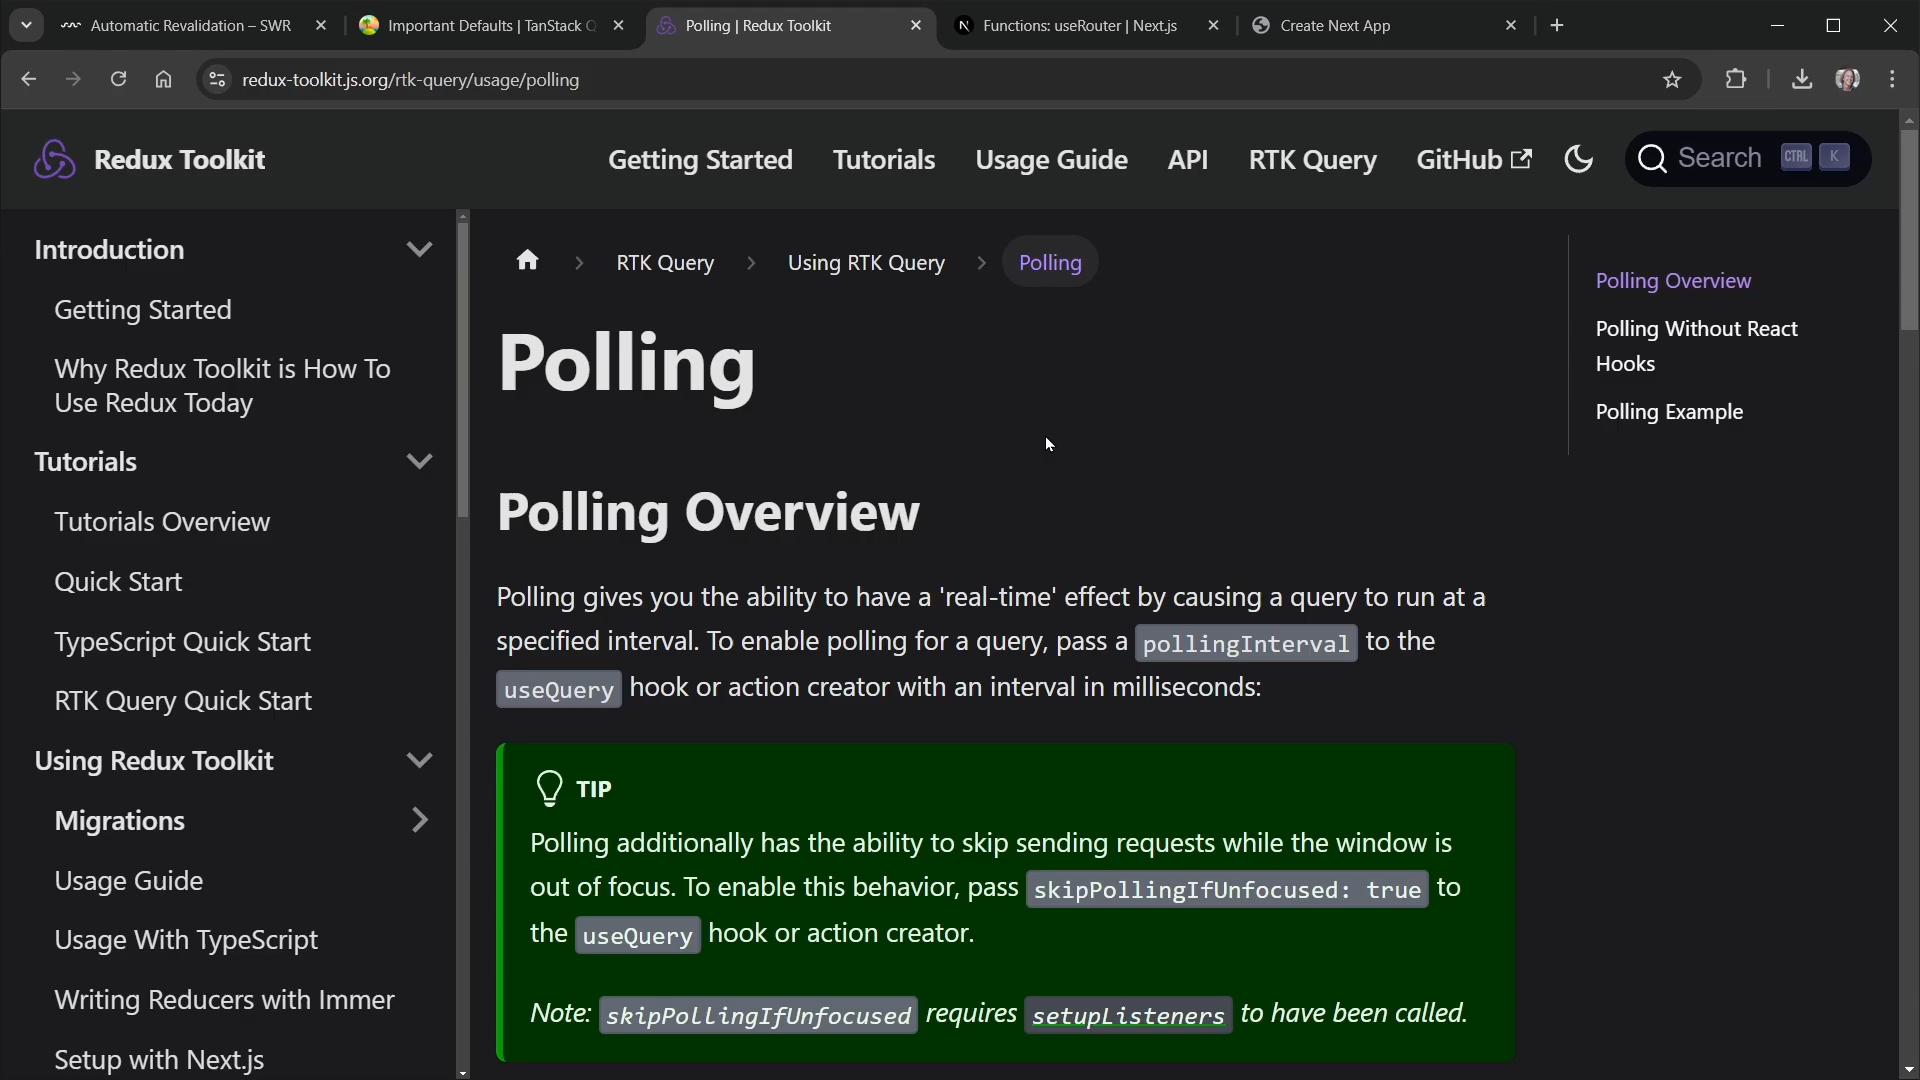 Automatic Revalidation – SWR
Important Defaults | TanStack Q
Polling | Redux Toolkit
Functions: useRouter | Next.js
Create Next App
redux-toolkit.js.org/rtk-query/usage/polling
Redux Toolkit
Getting Started
Tutorials
Usage Guide
API
RTK Query
GitHub
Search
CTRL
K
Introduction
Getting Started
Why Redux Toolkit is How To
Use Redux Today
Tutorials
Tutorials Overview
Quick Start
TypeScript Quick Start
RTK Query Quick Start
Using Redux Toolkit
Migrations
Usage Guide
Usage With TypeScript
Writing Reducers with Immer
Setup with Next.js
RTK Query
Using RTK Query
Polling
Polling
Polling Overview
Polling gives you the ability to have a 'real-time' effect by causing a query to run at a
specified interval. To enable polling for a query, pass a pollingInterval to the
useQuery hook or action creator with an interval in milliseconds:
TIP
Polling additionally has the ability to skip sending requests while the window is
out of focus. To enable this behavior, pass skipPollingIfUnfocused: true to
the useQuery hook or action creator.
Note: skipPollingIfUnfocused requires setupListeners to have been called.
Polling Overview
Polling Without React
Hooks
Polling Example